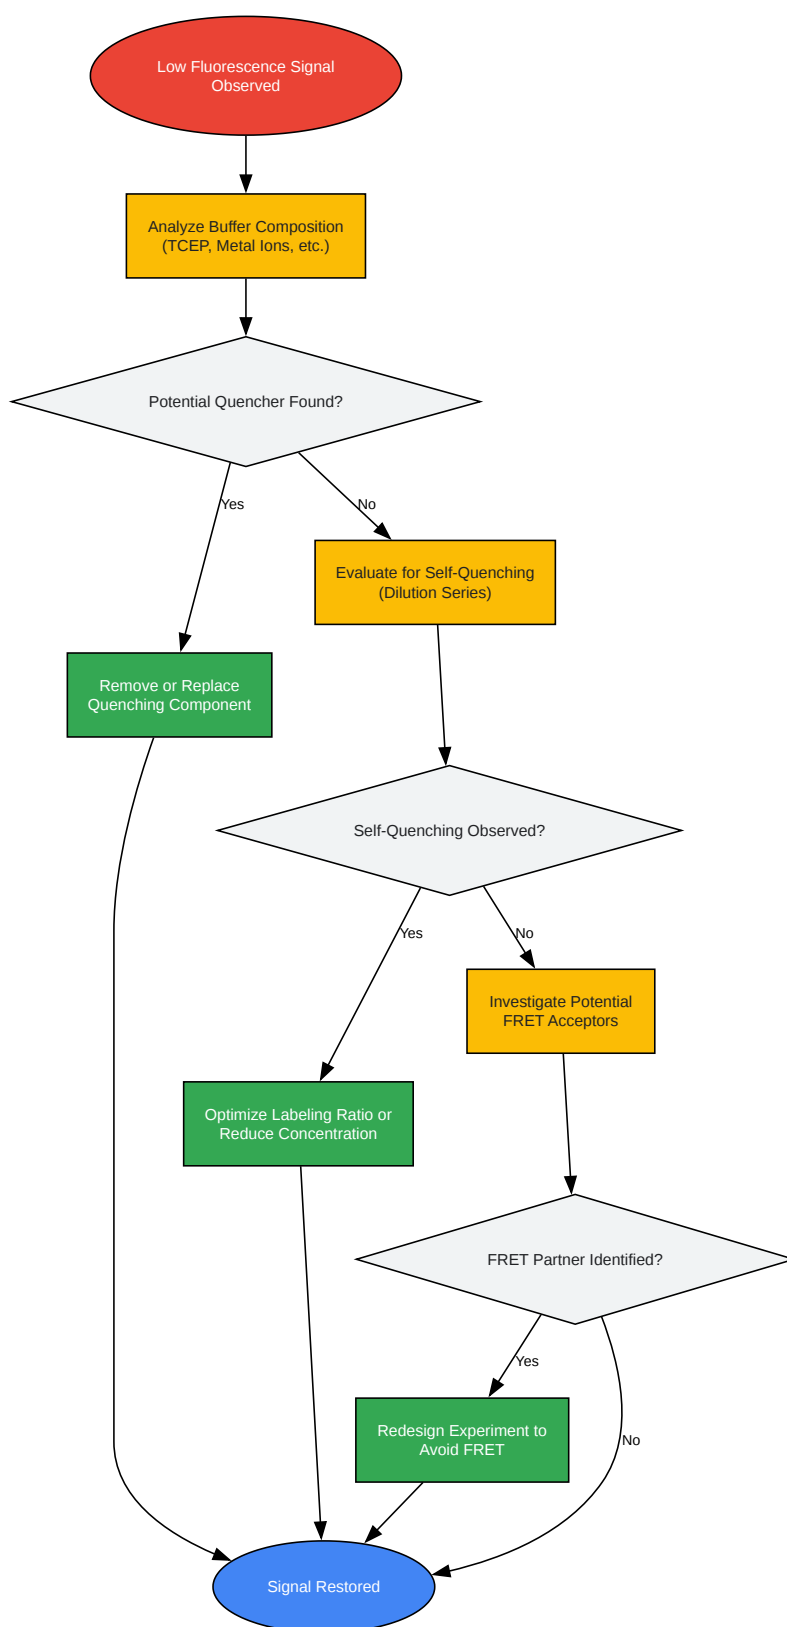 Low Fluorescence Signal
Observed
Analyze Buffer Composition
(TCEP, Metal Ions, etc.)
Potential Quencher Found?
Yes
No
Evaluate for Self-Quenching
(Dilution Series)
Remove or Replace
Quenching Component
Self-Quenching Observed?
Yes
No
Investigate Potential
FRET Acceptors
Optimize Labeling Ratio or
Reduce Concentration
FRET Partner Identified?
Yes
Redesign Experiment to
Avoid FRET
No
Signal Restored